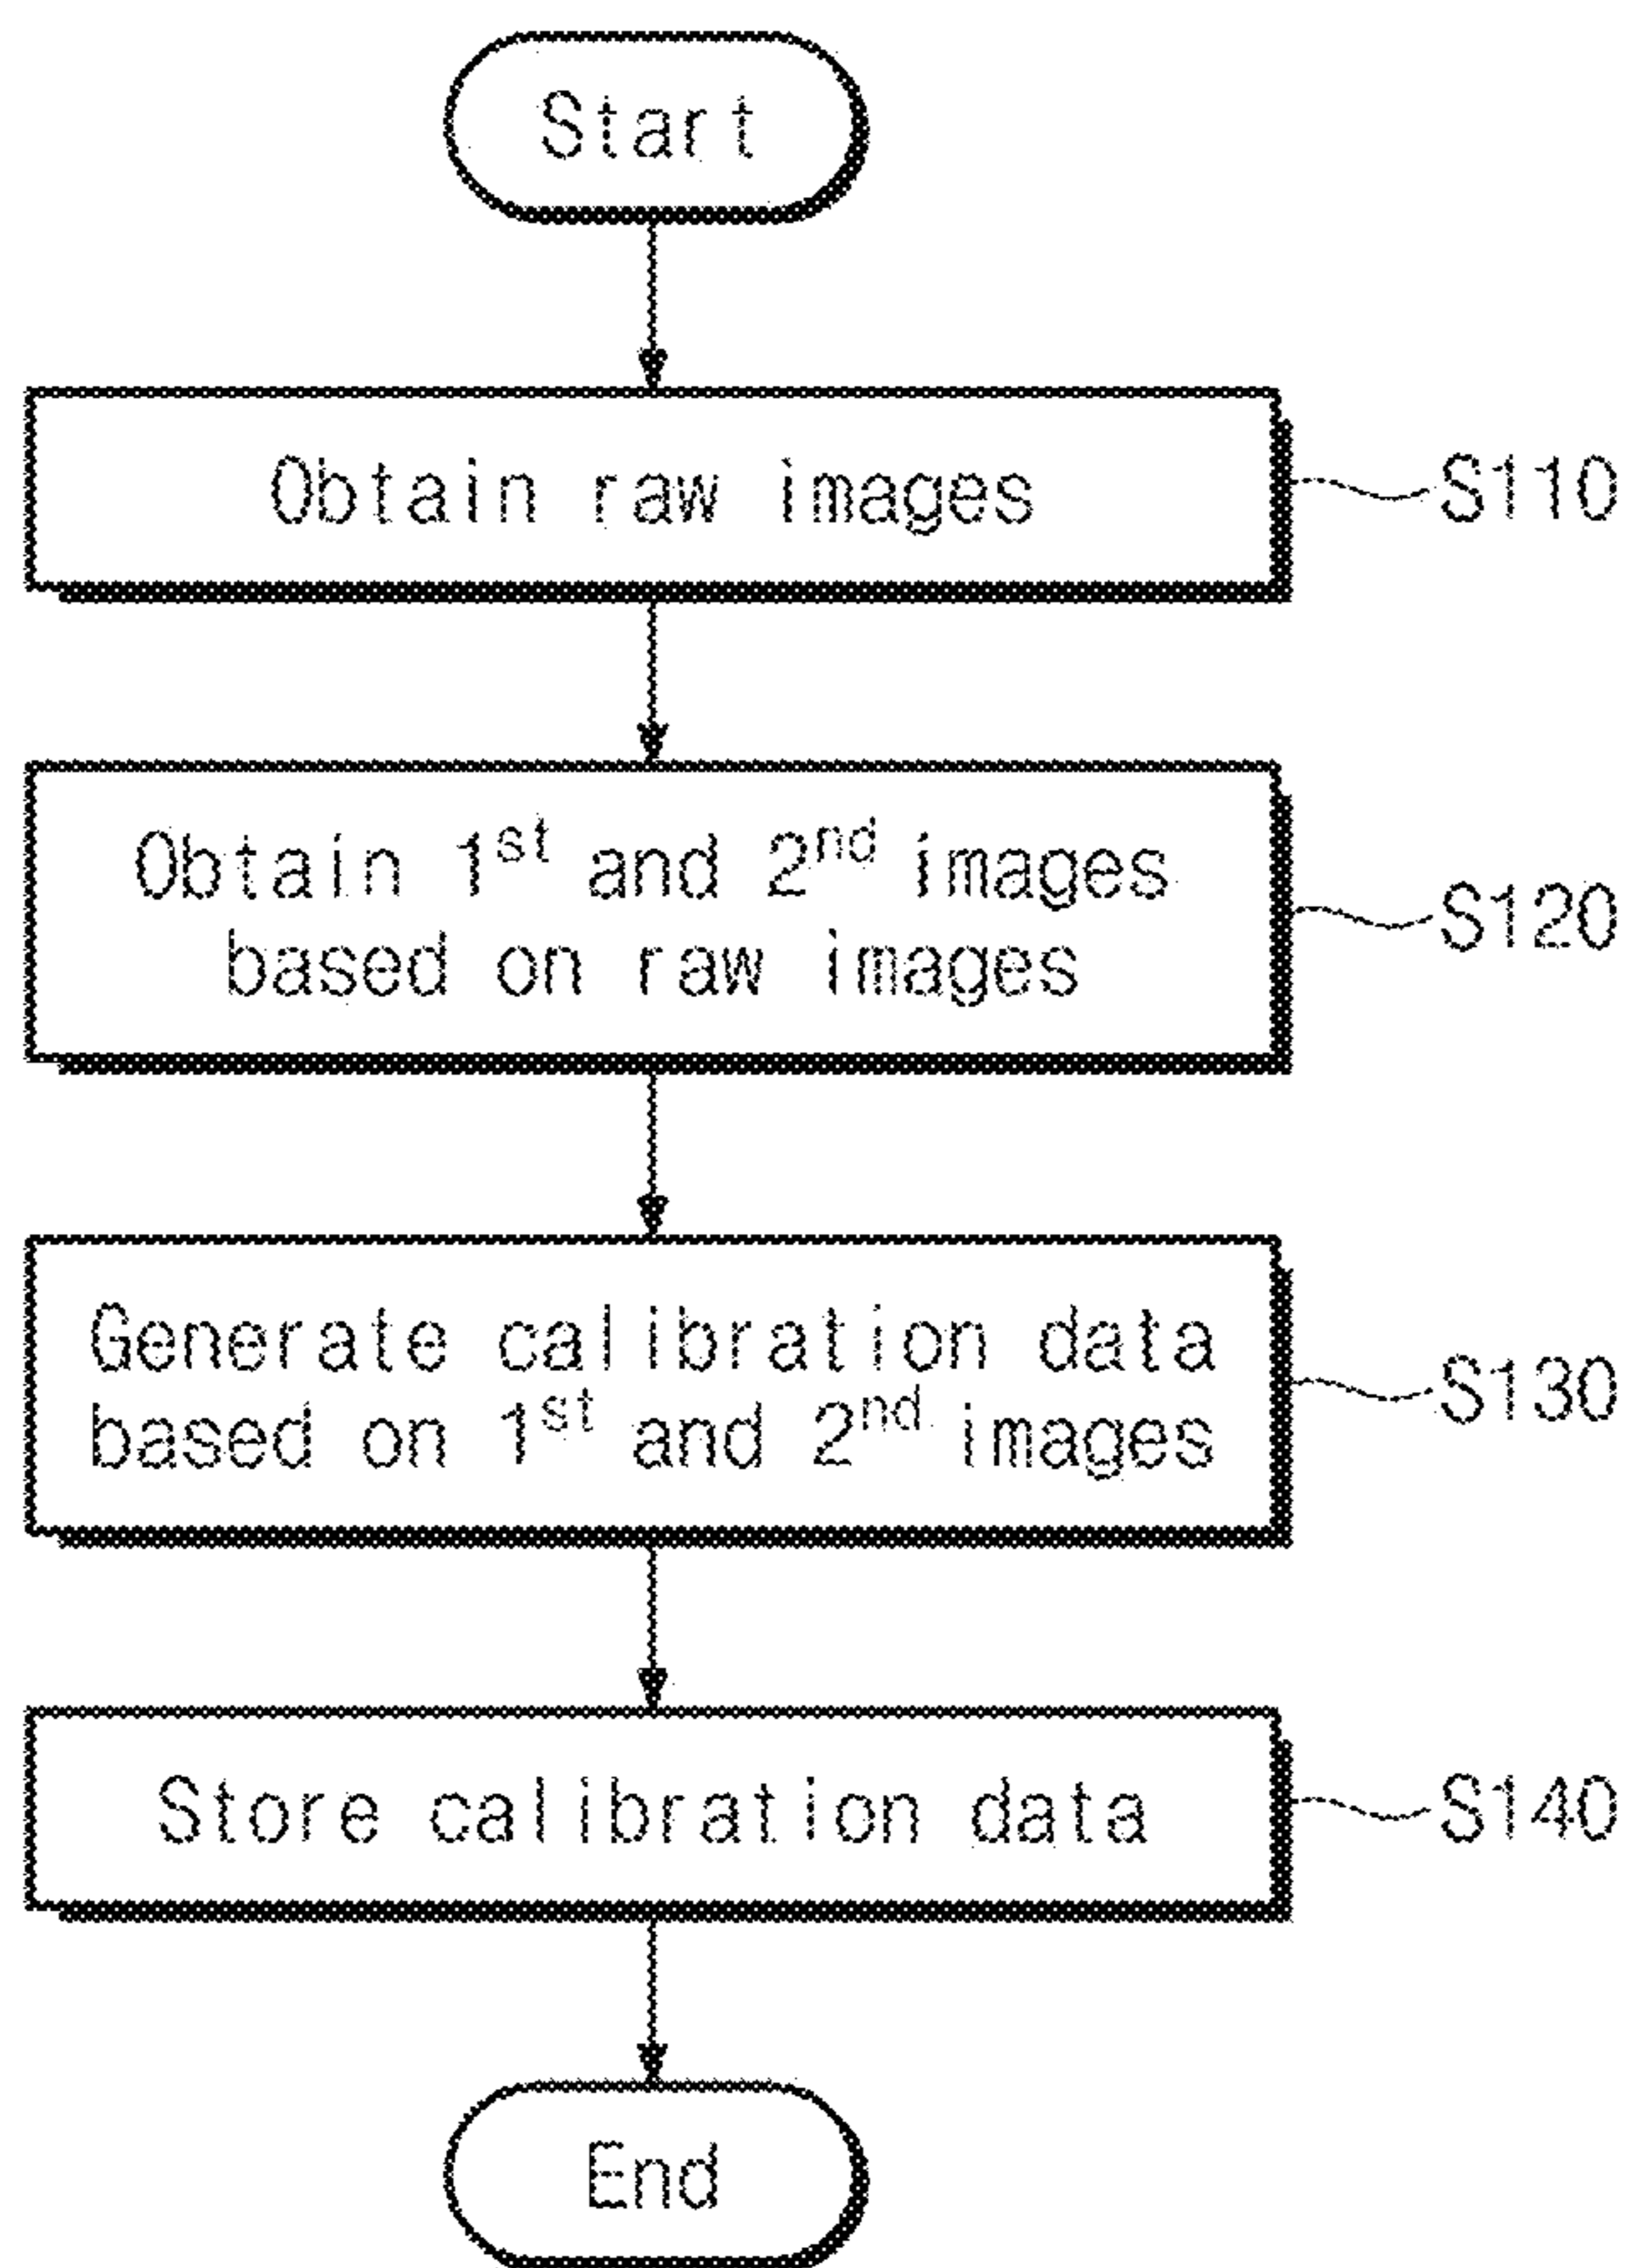 Start
Obtain raw images
S110
Obtain 1st and 2nd images
based on raw images
S120
Generate calibration data
based on 1st and 2nd images
S130
Store calibration data
S140
End